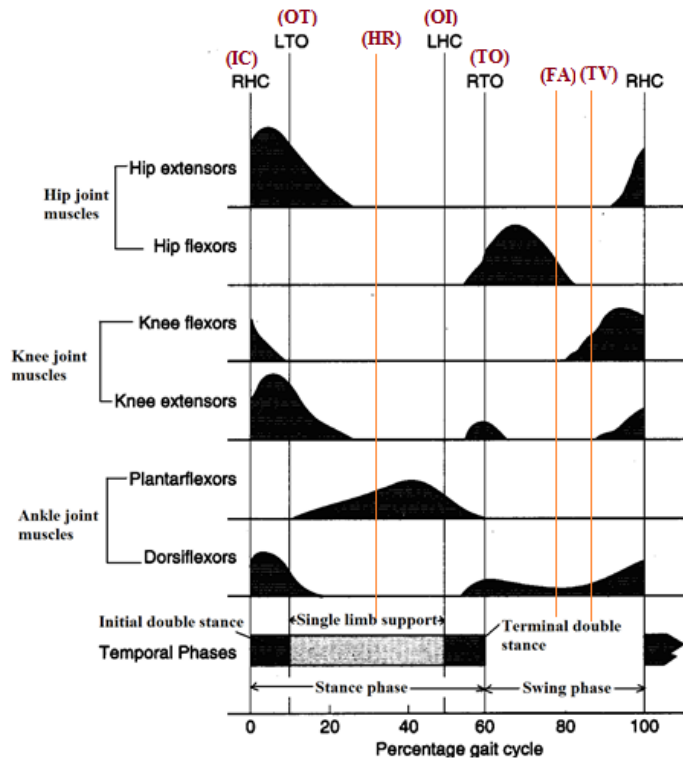 (OT)
(OI)
LTO
(HR)
LHC
(TO)
(IC)
RHC
RTO
(FA)
(TV)
RHC
Hip extensors
Hip joint
muscles
Hip flexors
Knee flexors
Knee joint
muscles
Knee extensors
Plantarflexors
Ankle joint
muscles
Dorsiflexors
Initial double stance
Single limb support
Terminal double
stance
Temporal Phases
Stance phase
Swing phase
0 20 40 60 80 100
Percentage gait cycle